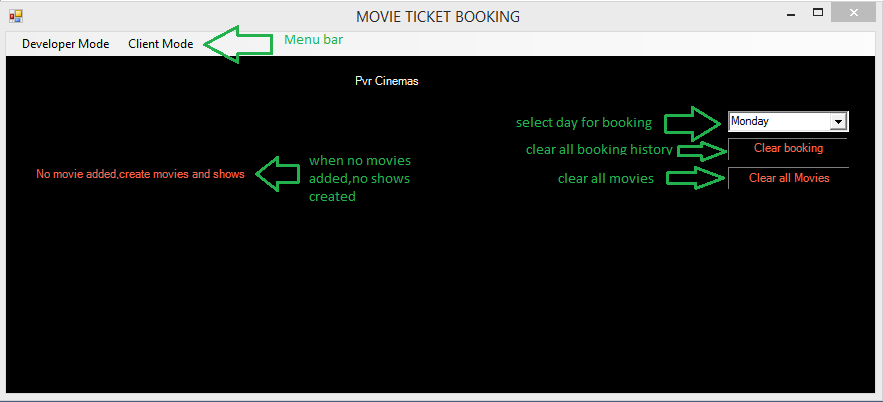 MOVIE TICKET BOOKING
Developer Mode Client Mode Menu bar
Pvr Cinemas
select day for booking Monday
clear all booking history Clear booking
No movie added,create movies and shows
when no movies
added,no shows
created
clear all movies Clear all Movies